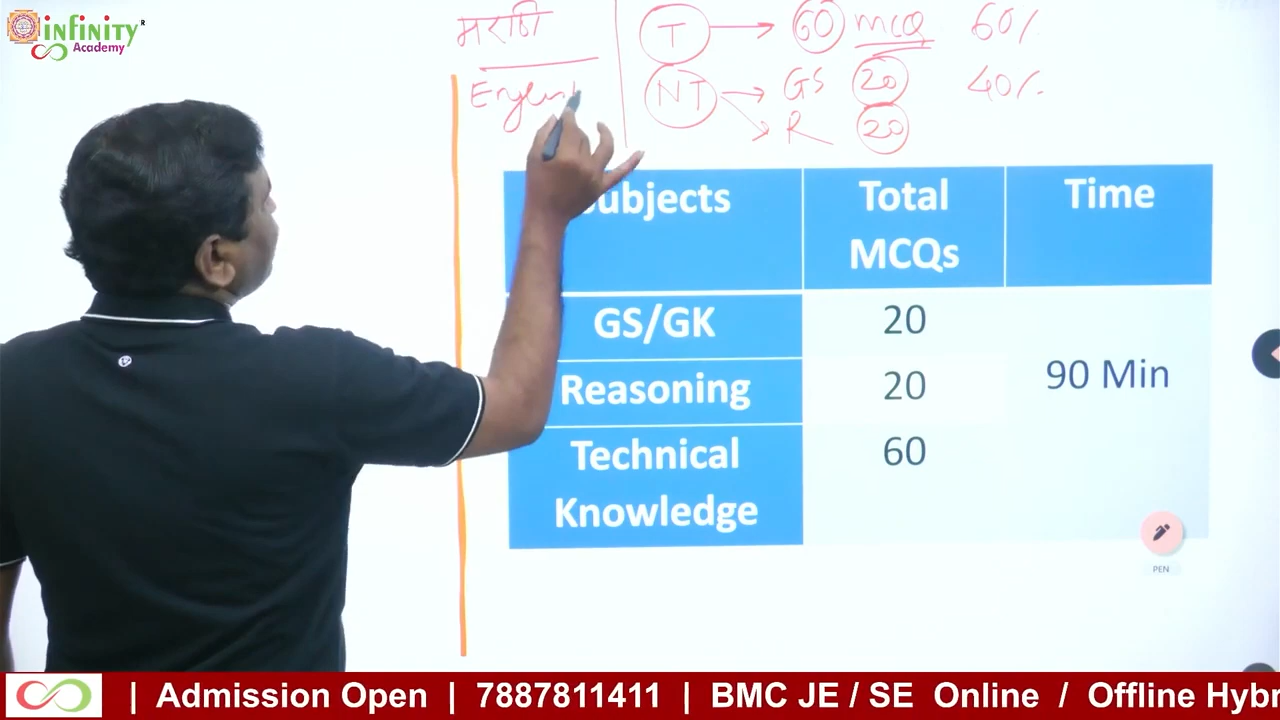 infinity
Academy
मराठी
English
T → 60 MCQ 60%
NT → GS 20 40%
R 20
Subjects
Total MCQs
Time
GS/GK
20
Reasoning
20
90 Min
Technical Knowledge
60
PEN
| Admission Open | 7887811411 | BMC JE / SE Online / Offline Hybr